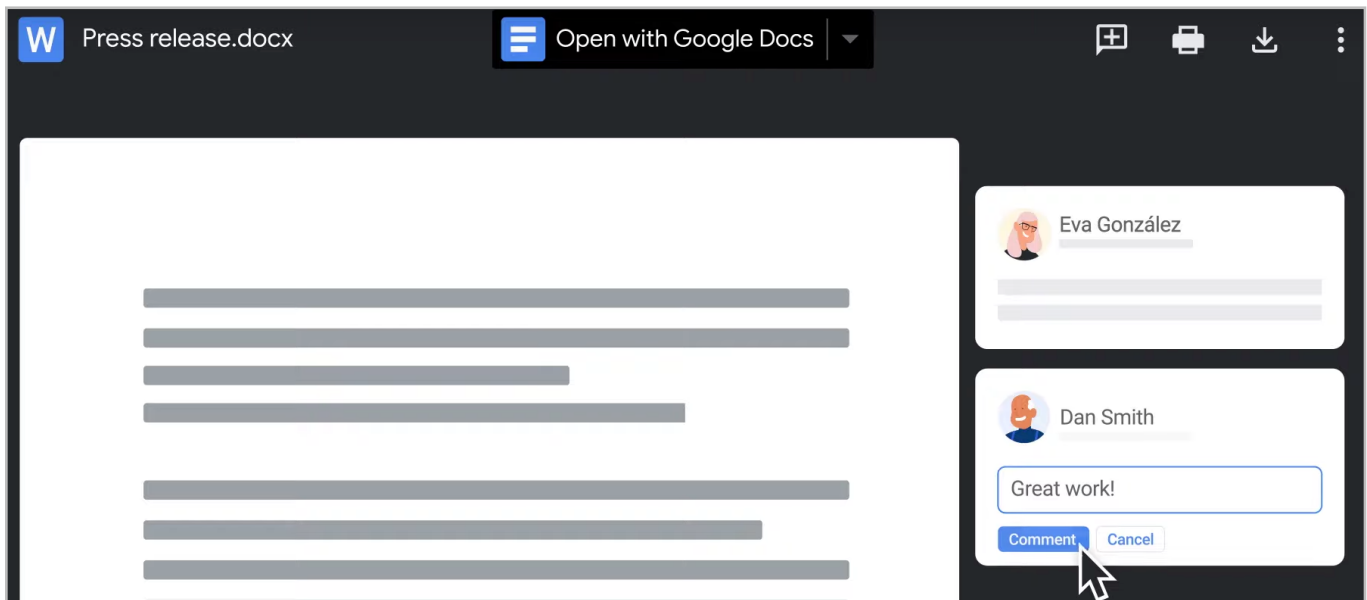 W Press release.docx
Open with Google Docs
Eva González
Dan Smith
Great work!
Comment Cancel